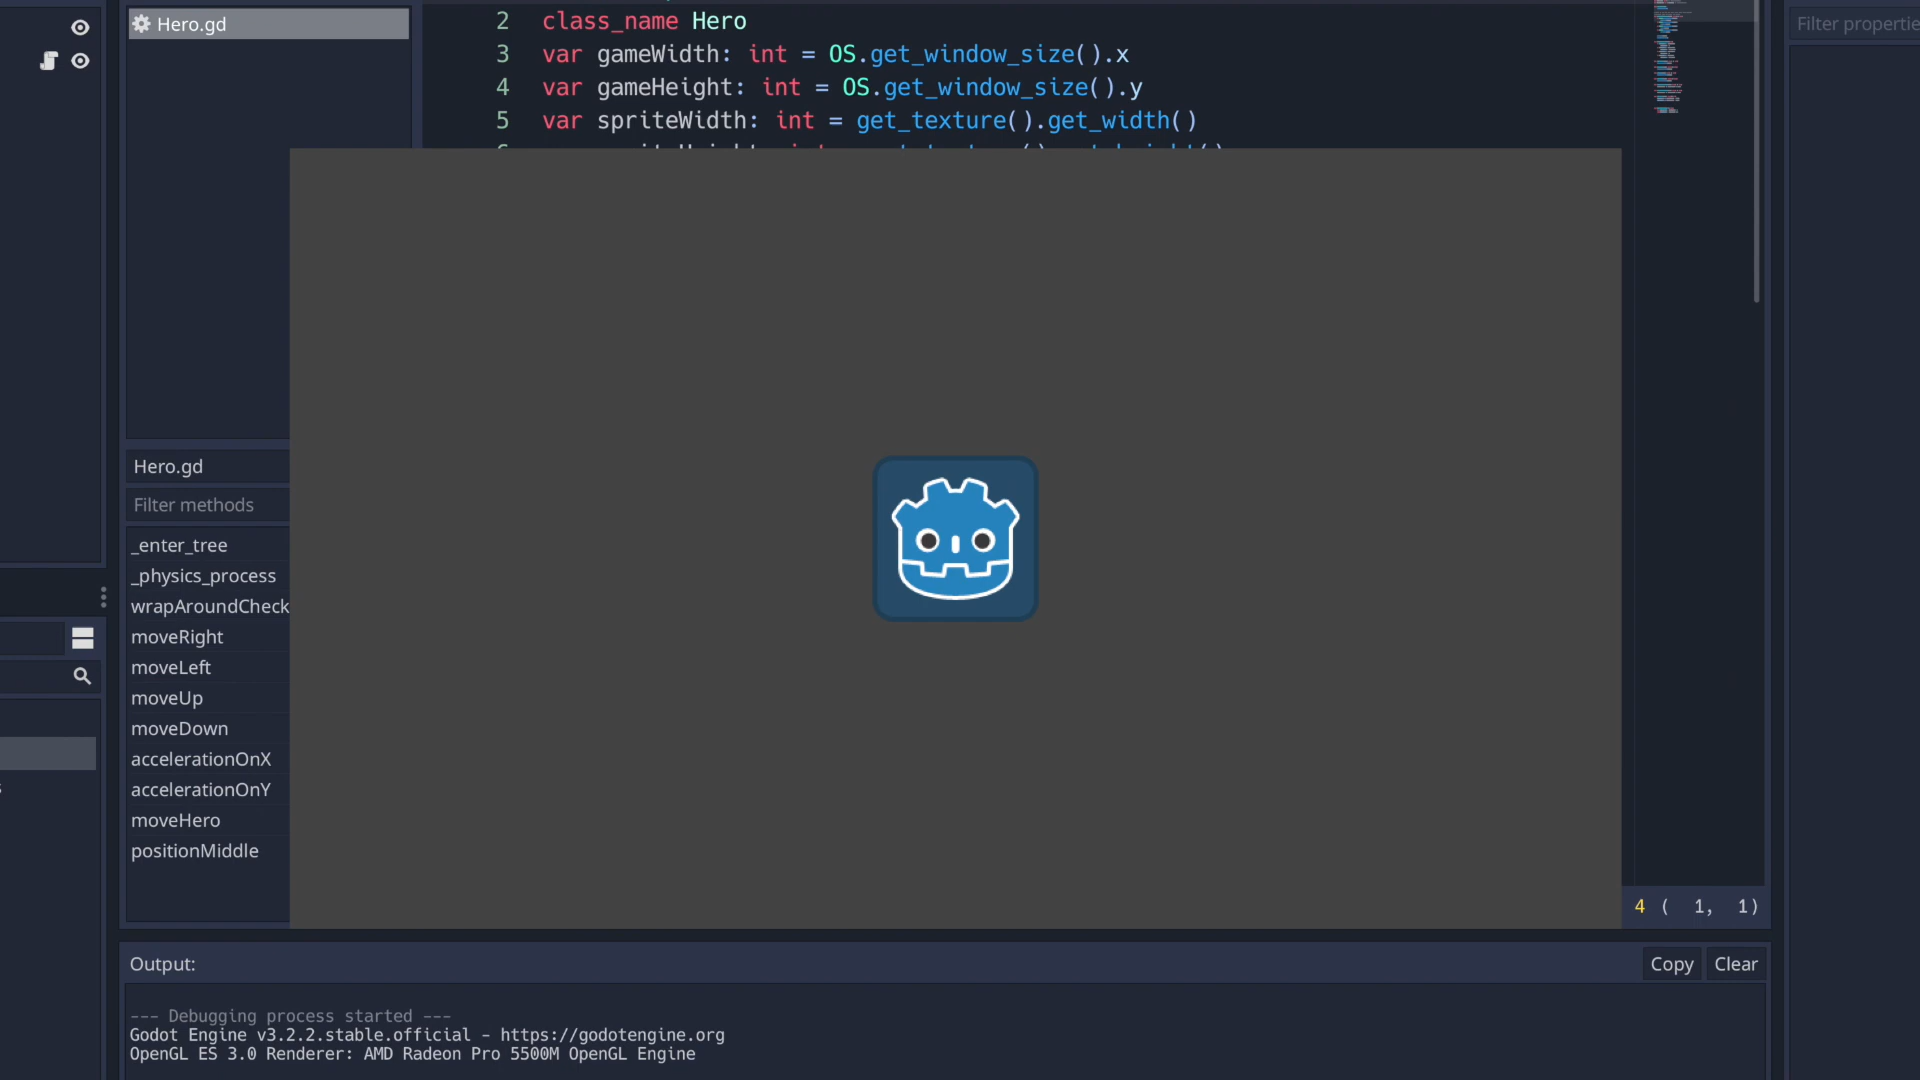 Hero.gd
2 class_name Hero
3 var gameWidth: int = OS.get_window_size().x
4 var gameHeight: int = OS.get_window_size().y
5 var spriteWidth: int = get_texture().get_width()
Filter propertie
Hero.gd
Filter methods
_enter_tree
_physics_process
wrapAroundCheck
moveRight
moveLeft
moveUp
moveDown
accelerationOnX
accelerationOnY
moveHero
positionMiddle
4 ( 1, 1)
Output:
Copy
Clear
--- Debugging process started ---
Godot Engine v3.2.2.stable.official - https://godotengine.org
OpenGL ES 3.0 Renderer: AMD Radeon Pro 5500M OpenGL Engine